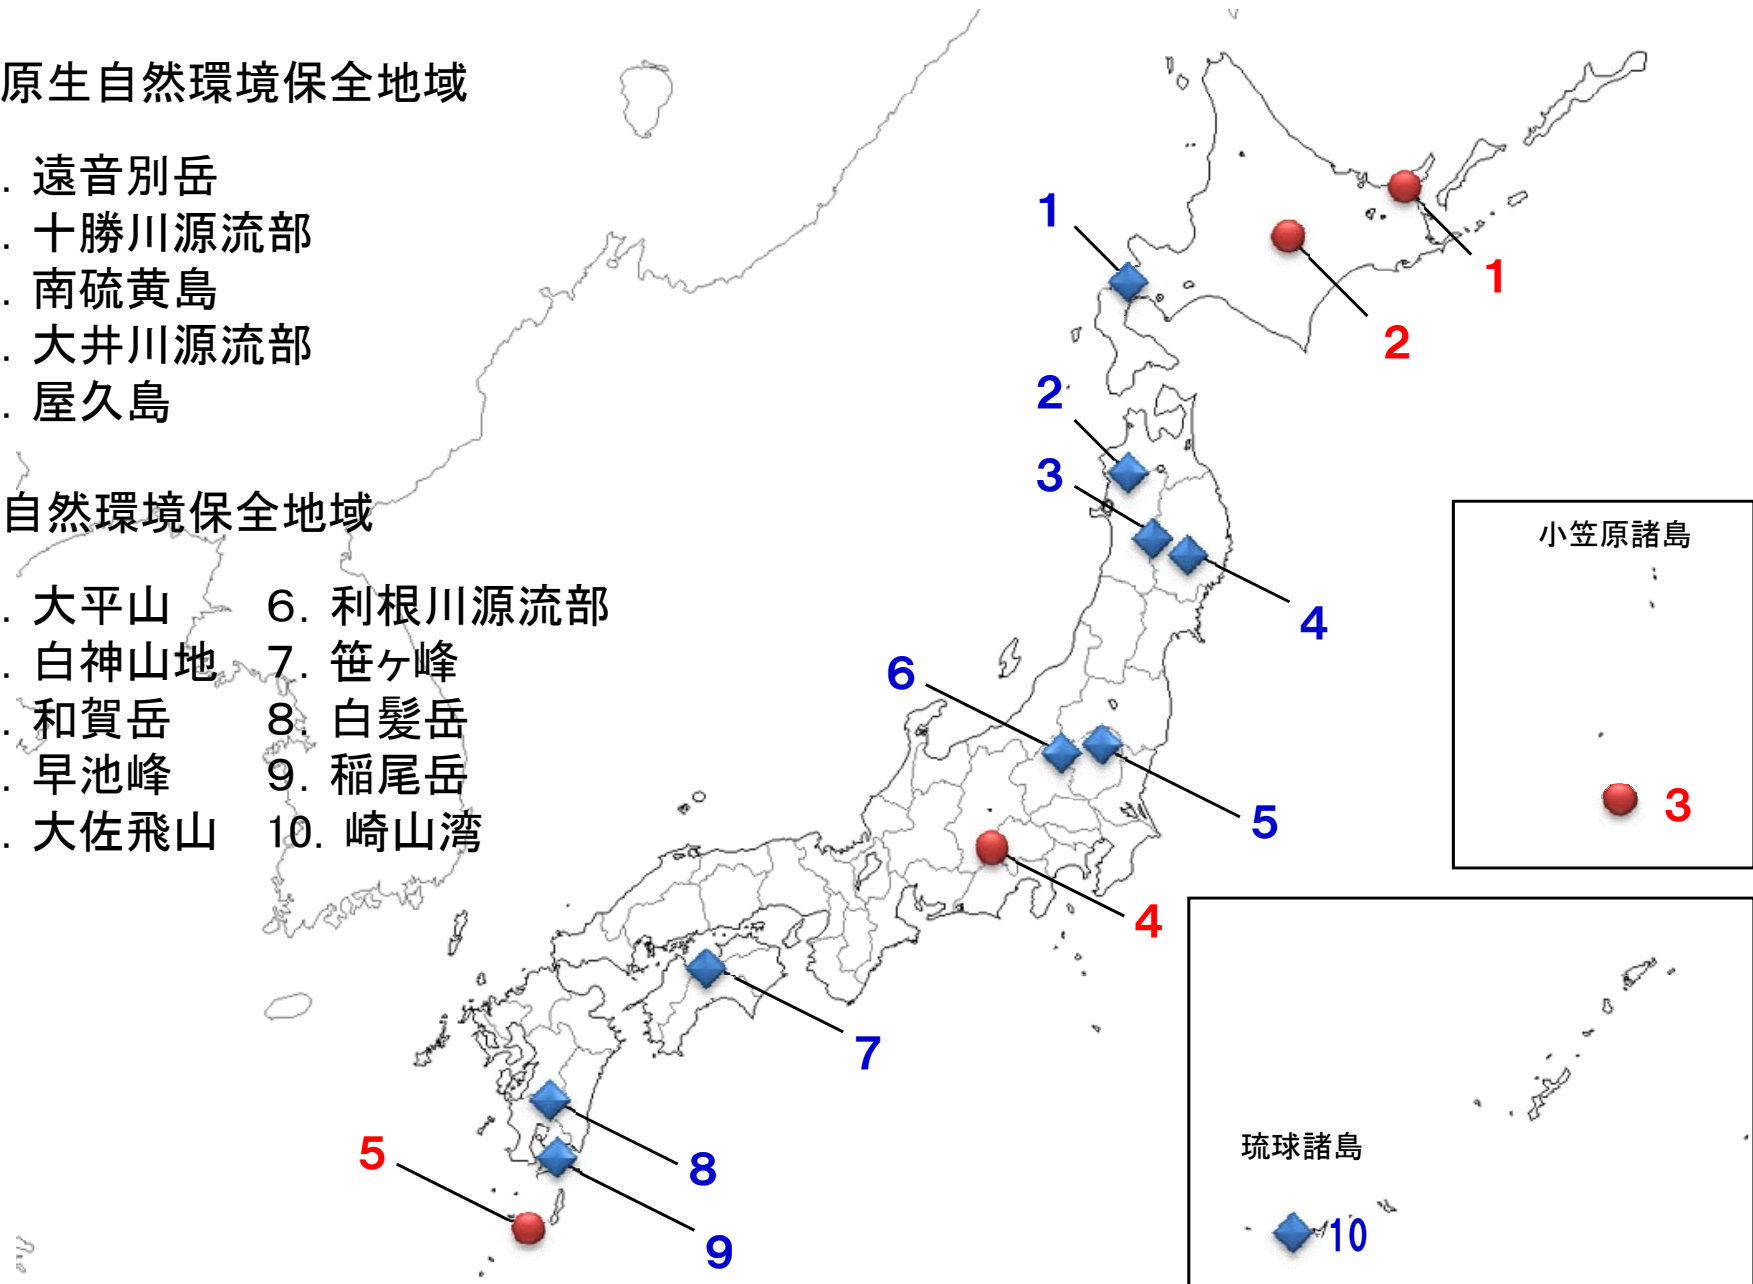 原生自然環境保全地域
. 遠音別岳
. 十勝川源流部
. 南硫黄島
. 大井川源流部
. 屋久島
自然環境保全地域
. 大平山 6. 利根川源流部
. 白神山地 7. 笹ヶ峰
. 和賀岳 8. 白髪岳
. 早池峰 9. 稲尾岳
. 大佐飛山 10. 崎山湾
1
1
2
2
3
4
6
5
4
7
8
5
9
小笠原諸島
3
琉球諸島
10